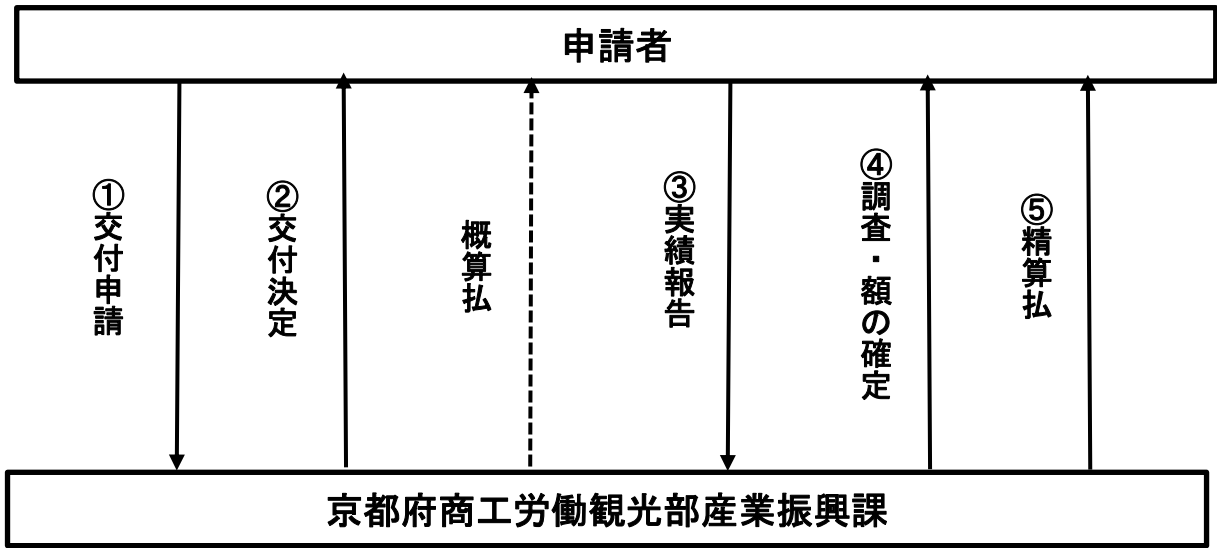 申請者
①交付申請
②交付決定
概算払
③実績報告
④調査・額の確定
⑤精算払
京都府商工労働観光部産業振興課